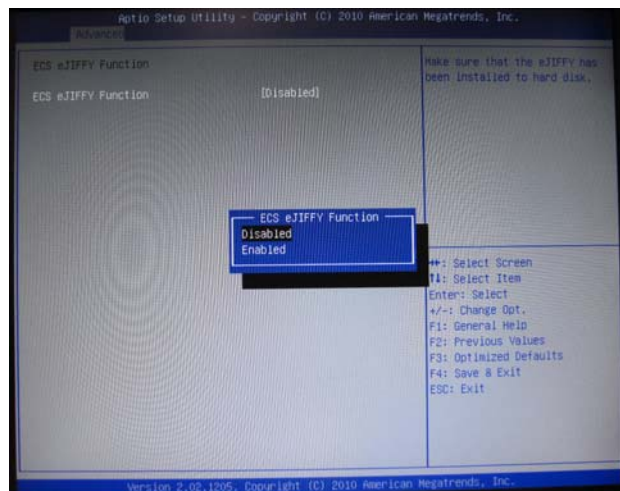 Aptio Setup Utility - Copyright (C) 2010 American Megatrends, Inc.
Advanced
ECS eJIFFY Function
Make sure that the eJIFFY has
been installed to hard disk.
ECS eJIFFY Function [Disabled]
ECS eJIFFY Function
Disabled
Enabled
→←: Select Screen
↑↓: Select Item
Enter: Select
+/-: Change Opt.
F1: General Help
F2: Previous Values
F3: Optimized Defaults
F4: Save & Exit
ESC: Exit
Version 2.02.1205. Copyright (C) 2010 American Megatrends, Inc.